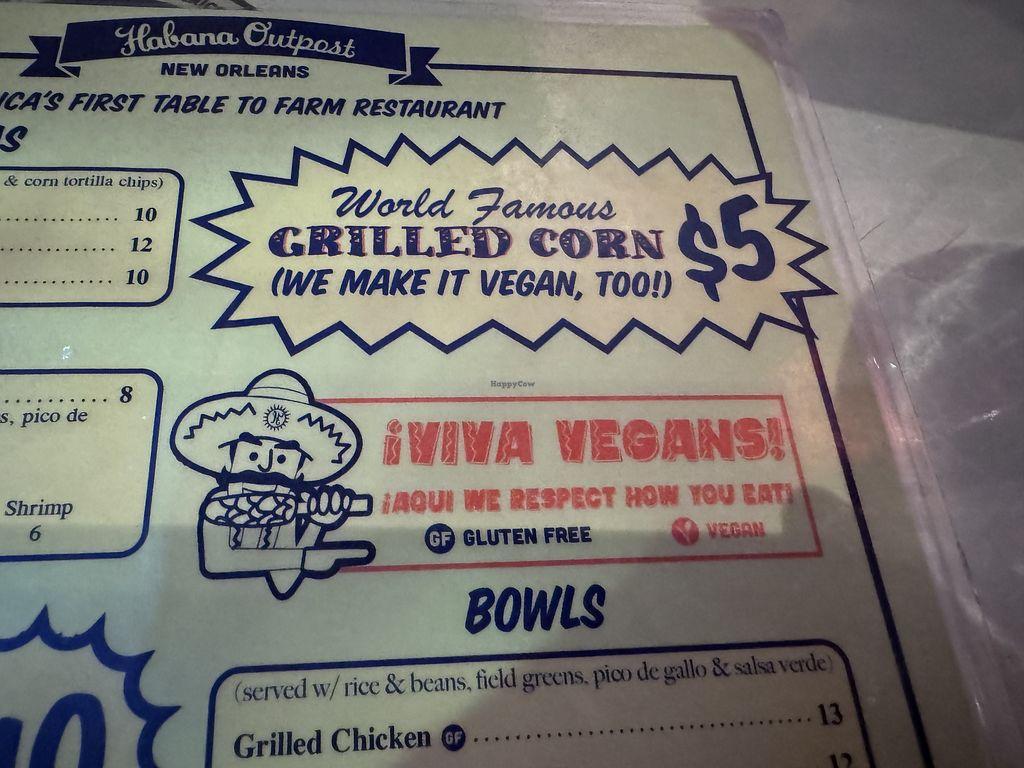 Habana Outpost
NEW ORLEANS
ICA'S FIRST TABLE TO FARM RESTAURANT
S
& corn tortilla chips)
10
12
10
World Famous
GRILLED CORN
(WE MAKE IT VEGAN, TOO!)
$5
HappyCow
8
s, pico de
Shrimp
6
¡VIVA VEGANS!
¡AQUI WE RESPECT HOW YOU EAT!
GF GLUTEN FREE
V VEGAN
BOWLS
(served w/ rice & beans, field greens, pico de gallo & salsa verde)
Grilled Chicken GF 13
12